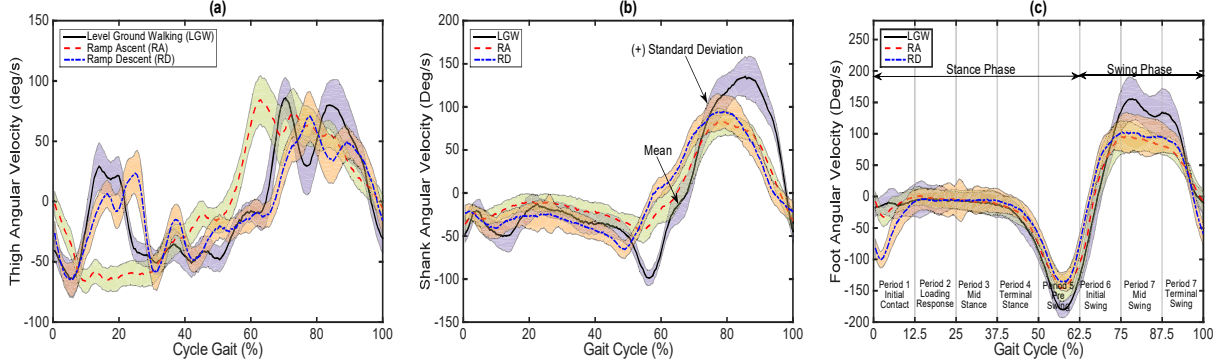 (a)
Level Ground Walking (LGW)
Ramp Ascent (RA)
Ramp Descent (RD)
Thigh Angular Velocity (deg/s)
150
100
50
0
-50
-100
0 20 40 60 80 100
Cycle Gait (%)
(b)
LGW
RA
RD
(+) Standard Deviation
Mean
Shank Angular Velocity (Deg/s)
200
150
100
50
0
-50
-100
-150
0 20 40 60 80 100
Gait Cycle (%)
(c)
LGW
RA
RD
Stance Phase
Swing Phase
Foot Angular Velocity (Deg/s)
250
200
150
100
50
0
-50
-100
-150
-200
Period 1
Initial
Contact
Period 2
Loading
Response
Period 3
Mid
Stance
Period 4
Terminal
Stance
Period 5
Pre
Swing
Period 6
Initial
Swing
Period 7
Mid
Swing
Period 7
Terminal
Swing
0 12.5 25 37.5 50 62.5 75 87.5 100
Gait Cycle (%)